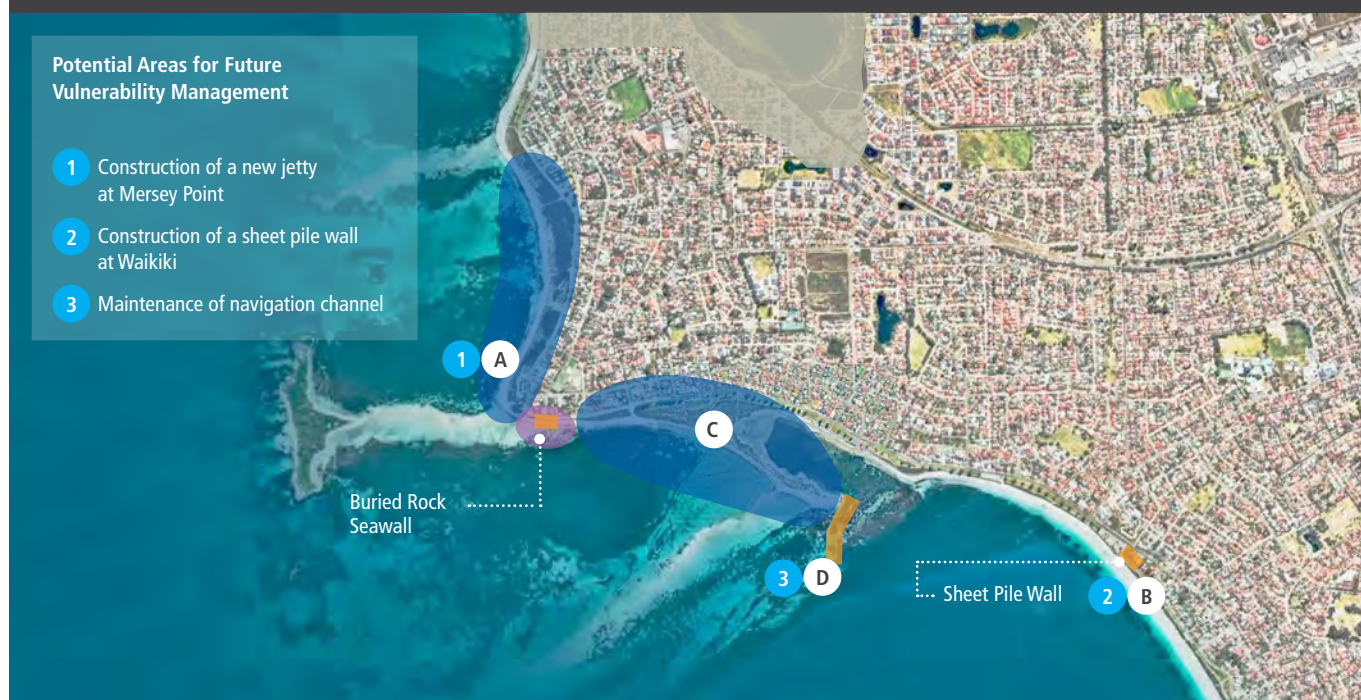 Potential Areas for Future
Vulnerability Management
1 Construction of a new jetty
at Mersey Point
2 Construction of a sheet pile wall
at Waikiki
3 Maintenance of navigation channel
1 A
C
Buried Rock
Seawall
3 D
Sheet Pile Wall 2 B